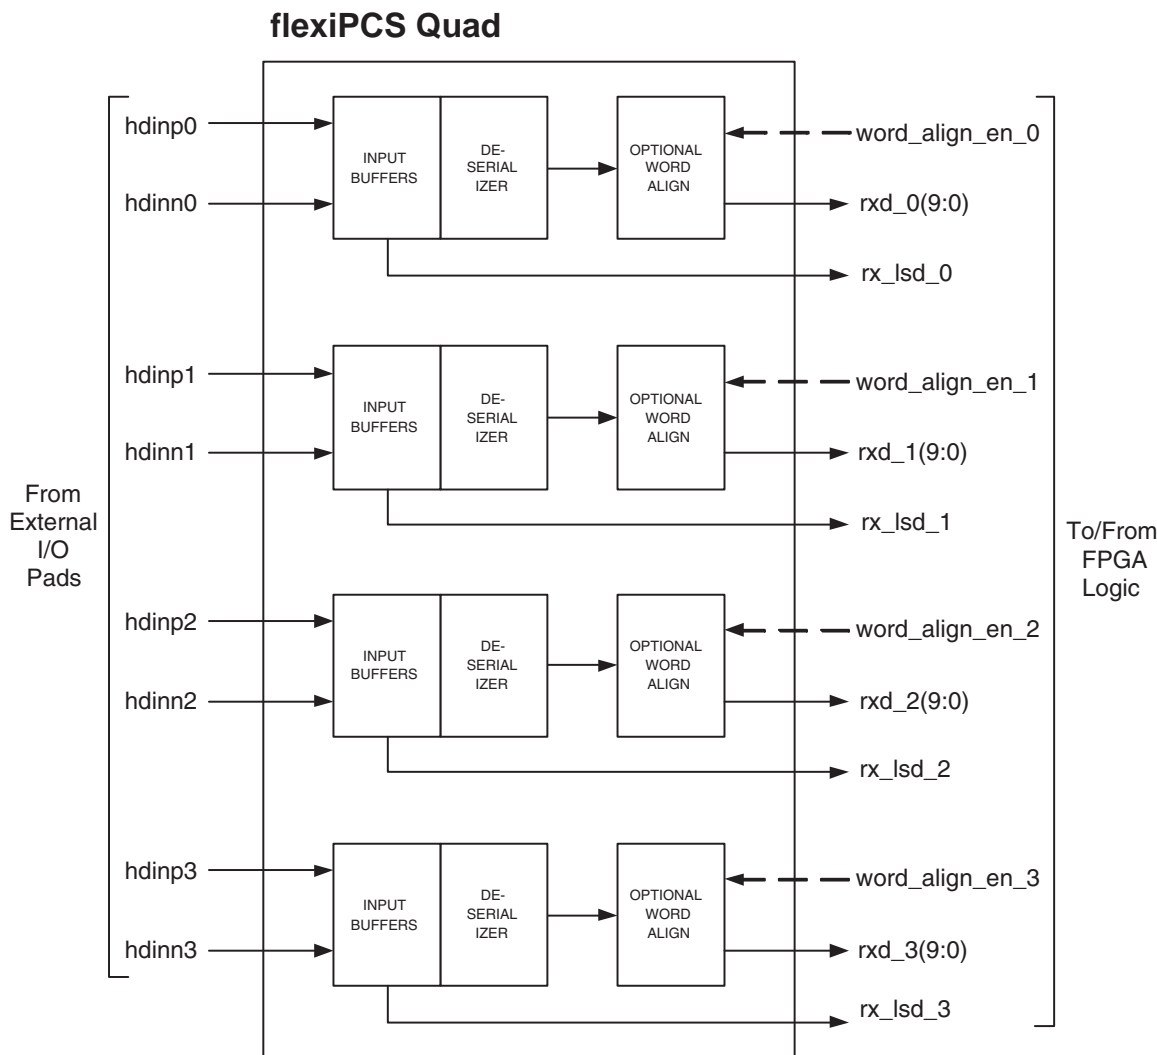 flexiPCS Quad
From
External
I/O
Pads
hdinp0
hdinn0
INPUT
BUFFERS
DE-
SERIAL
IZER
OPTIONAL
WORD
ALIGN
word_align_en_0
rxd_0(9:0)
rx_lsd_0
hdinp1
hdinn1
INPUT
BUFFERS
DE-
SERIAL
IZER
OPTIONAL
WORD
ALIGN
word_align_en_1
rxd_1(9:0)
rx_lsd_1
hdinp2
hdinn2
INPUT
BUFFERS
DE-
SERIAL
IZER
OPTIONAL
WORD
ALIGN
word_align_en_2
rxd_2(9:0)
rx_lsd_2
hdinp3
hdinn3
INPUT
BUFFERS
DE-
SERIAL
IZER
OPTIONAL
WORD
ALIGN
word_align_en_3
rxd_3(9:0)
rx_lsd_3
To/From
FPGA
Logic